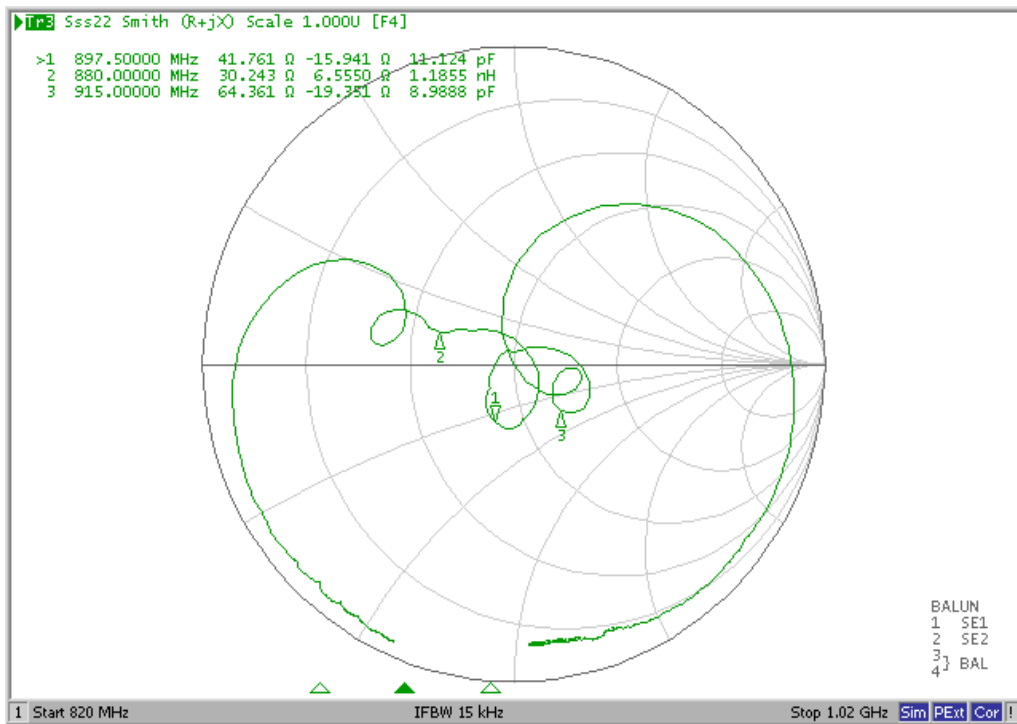 Tr3 Sss22 Smith (R+jX) Scale 1.000U [F4]
>1 897.50000 MHz 41.761 Ω -15.941 Ω 11.124 pF
2 880.00000 MHz 30.243 Ω 6.5550 Ω 1.1855 nH
3 915.00000 MHz 64.361 Ω -19.351 Ω 8.9888 pF
2
1
3
BALUN
1 SE1
2 SE2
3
4} BAL
1 Start 820 MHz IFBW 15 kHz Stop 1.02 GHz Sim PExt Cor !